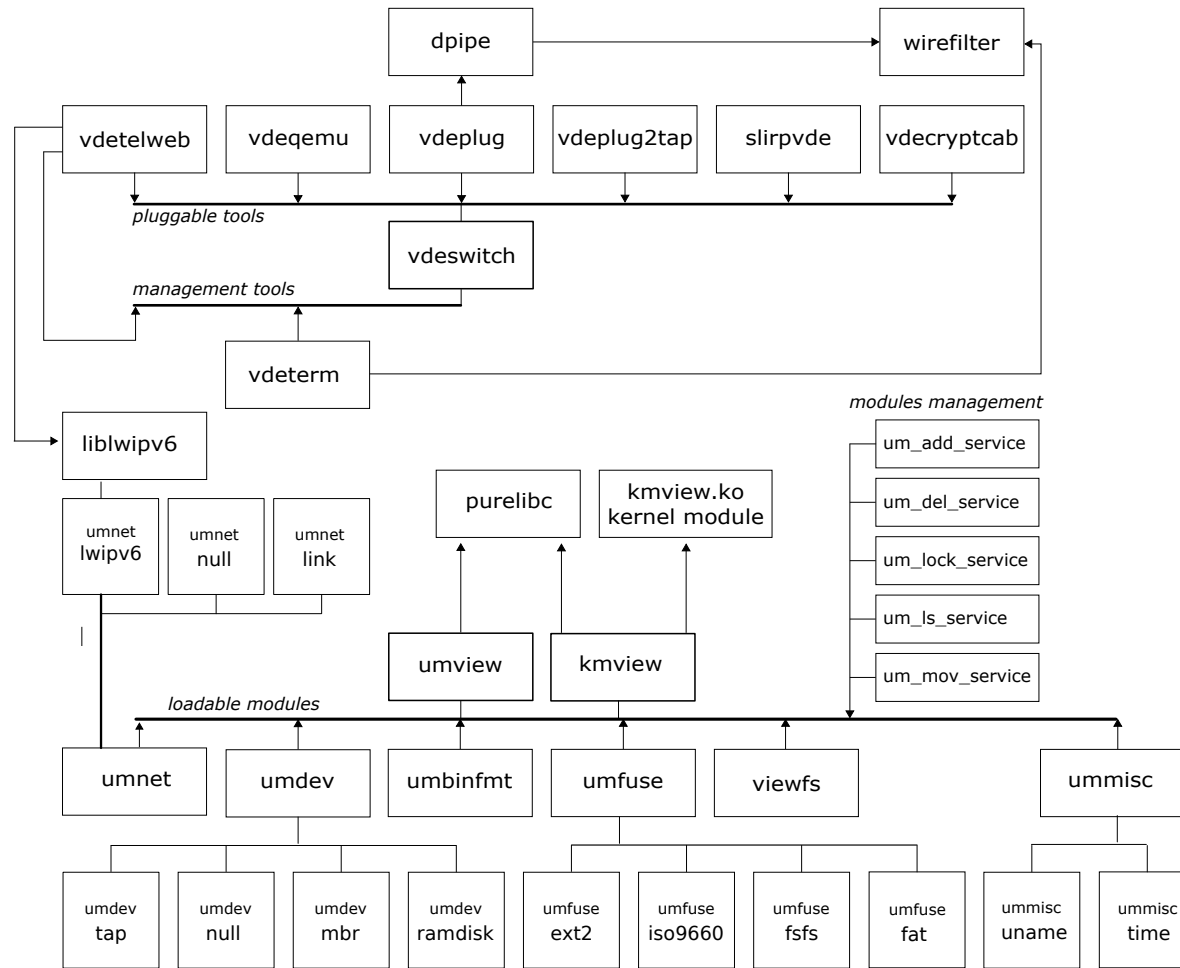 dpipe
wirefilter
vdetelweb
vdeqemu
vdeplug
vdeplug2tap
slirpvde
vdecryptcab
pluggable tools
vdeswitch
management tools
vdeterm
modules management
liblwipv6
um_add_service
purelibc
kmview.ko
kernel module
um_del_service
umnet
lwipv6
umnet
null
umnet
link
um_lock_service
um_ls_service
umview
kmview
um_mov_service
loadable modules
umnet
umdev
umbinfmt
umfuse
viewfs
ummisc
umdev
tap
umdev
null
umdev
mbr
umdev
ramdisk
umfuse
ext2
umfuse
iso9660
umfuse
fsfs
umfuse
fat
ummisc
uname
ummisc
time